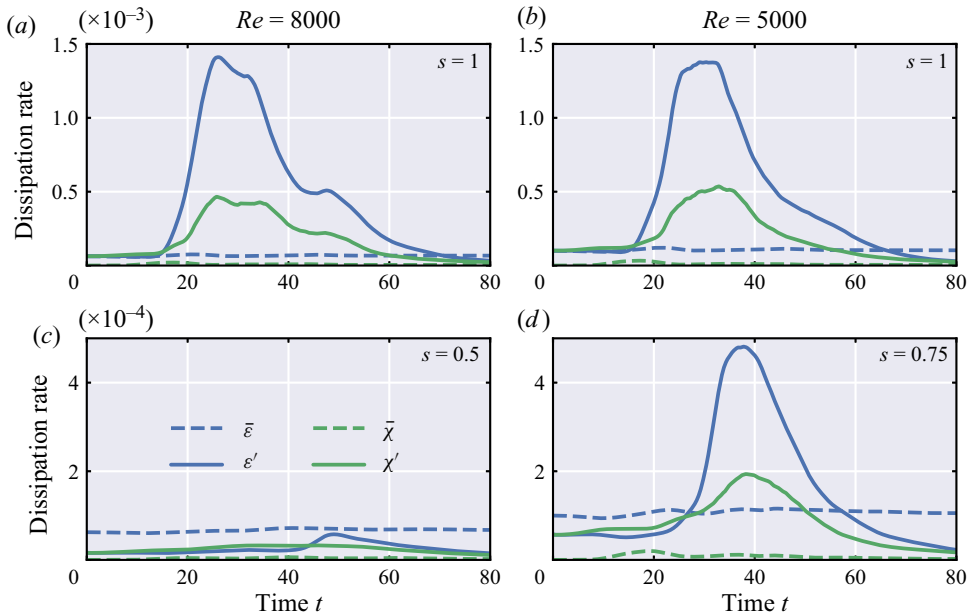 Re = 8000
Re = 5000
(a)
(×10⁻³)
(b)
1.5
s = 1
1.0
0.5
0
20
40
60
80
Dissipation rate
1.5
s = 1
1.0
0.5
0
20
40
60
80
(c)
(×10⁻⁴)
(d)
s = 0.5
4
2
0
20
40
60
80
Dissipation rate
Time t
ε̄
χ̄
ε′
χ′
s = 0.75
4
2
0
20
40
60
80
Time t